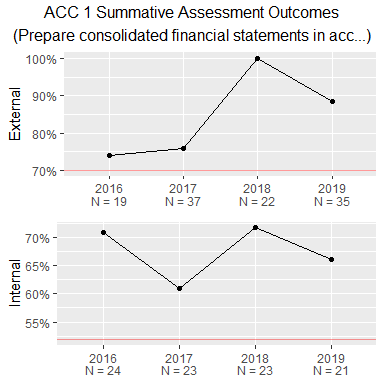 ACC 1 Summative Assessment Outcomes
(Prepare consolidated financial statements in acc...)
External
100%
90%
80%
70%
2016 2017 2018 2019
N = 19 N = 37 N = 22 N = 35
Internal
70%
65%
60%
55%
2016 2017 2018 2019
N = 24 N = 23 N = 23 N = 21